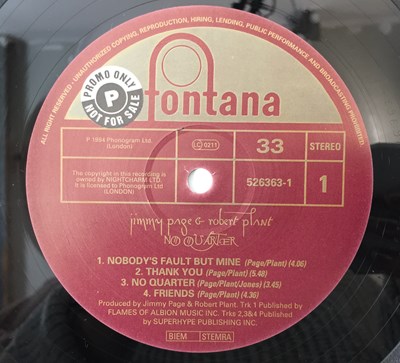 ALL RIGHT RESERVED · UNAUTHORIZED COPYING, REPRODUCTION, HIRING, LENDING, PUBLIC PERFORMANCE AND BROADCASTING PROHIBITED
PROMO ONLY
P
NOT FOR SALE
fontana
P 1994 Phonogram Ltd
(London)
LC 0211
33
STEREO
The copyright in this recording is
owned by NIGHTCHARM LTD.
It is licensed to Phonogram Ltd
(LONDON)
526363-1
1
jimmy page & robert plant
NO QUARTER
1. NOBODY'S FAULT BUT MINE (Page/Plant) (4.06)
2. THANK YOU (Page/Plant) (5.48)
3. NO QUARTER (Page/Plant/Jones) (3.45)
4. FRIENDS (Page/Plant) (4.36)
Produced by Jimmy Page & Robert Plant. Trk 1 Published by
FLAMES OF ALBION MUSIC INC. Trks 2,3&4 Published by
SUPERHYPE PUBLISHING INC.
BIEM
STEMRA